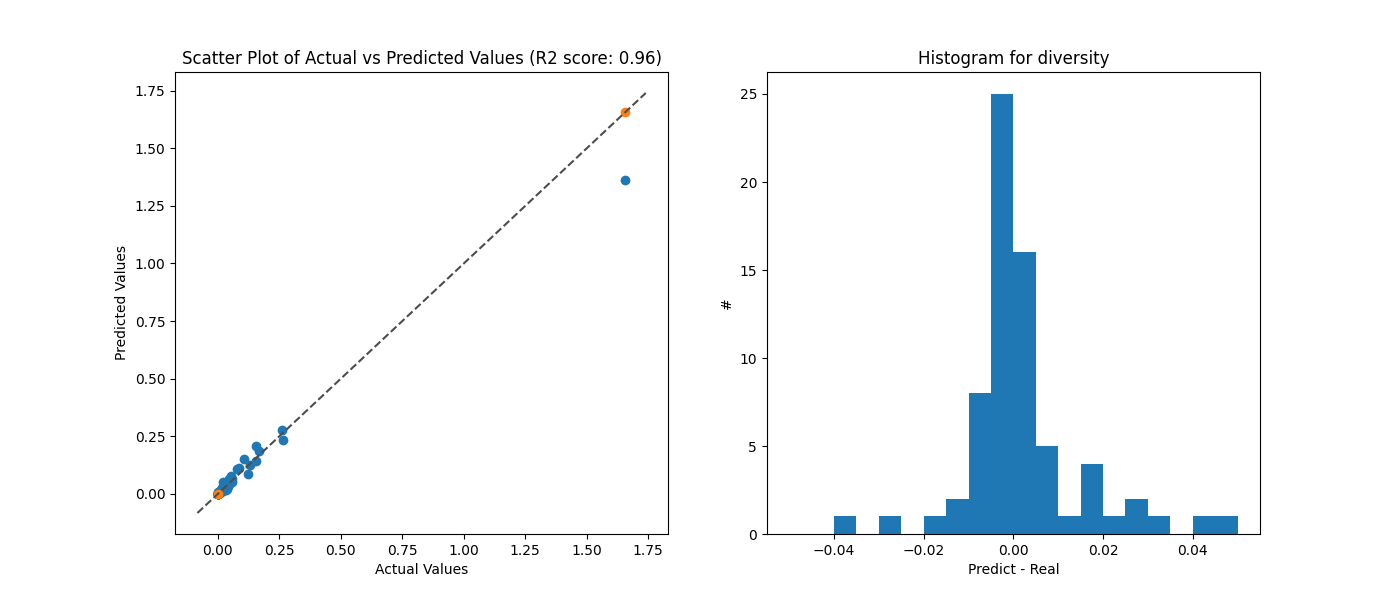 Scatter Plot of Actual vs Predicted Values (R2 score: 0.96)
1.75
1.50
1.25
1.00
0.75
0.50
0.25
0.00
Predicted Values
0.00 0.25 0.50 0.75 1.00 1.25 1.50 1.75
Actual Values
Histogram for diversity
25
20
15
10
5
0
#
−0.04 −0.02 0.00 0.02 0.04
Predict - Real